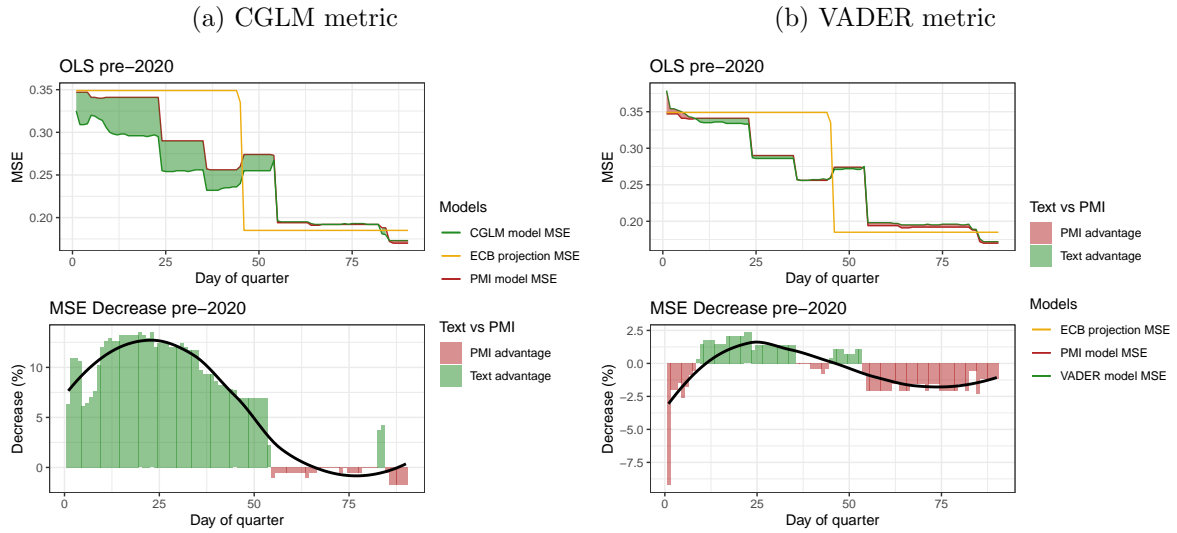 (a) CGLM metric
OLS pre−2020
MSE
0.35
0.30
0.25
0.20
0
25
50
75
Day of quarter
Models
CGLM model MSE
ECB projection MSE
PMI model MSE
MSE Decrease pre−2020
Decrease (%)
10
5
0
0
25
50
75
Day of quarter
Text vs PMI
PMI advantage
Text advantage
(b) VADER metric
OLS pre−2020
MSE
0.35
0.30
0.25
0.20
0
25
50
75
Day of quarter
Text vs PMI
PMI advantage
Text advantage
MSE Decrease pre−2020
Decrease (%)
2.5
0.0
−2.5
−5.0
−7.5
0
25
50
75
Day of quarter
Models
ECB projection MSE
PMI model MSE
VADER model MSE